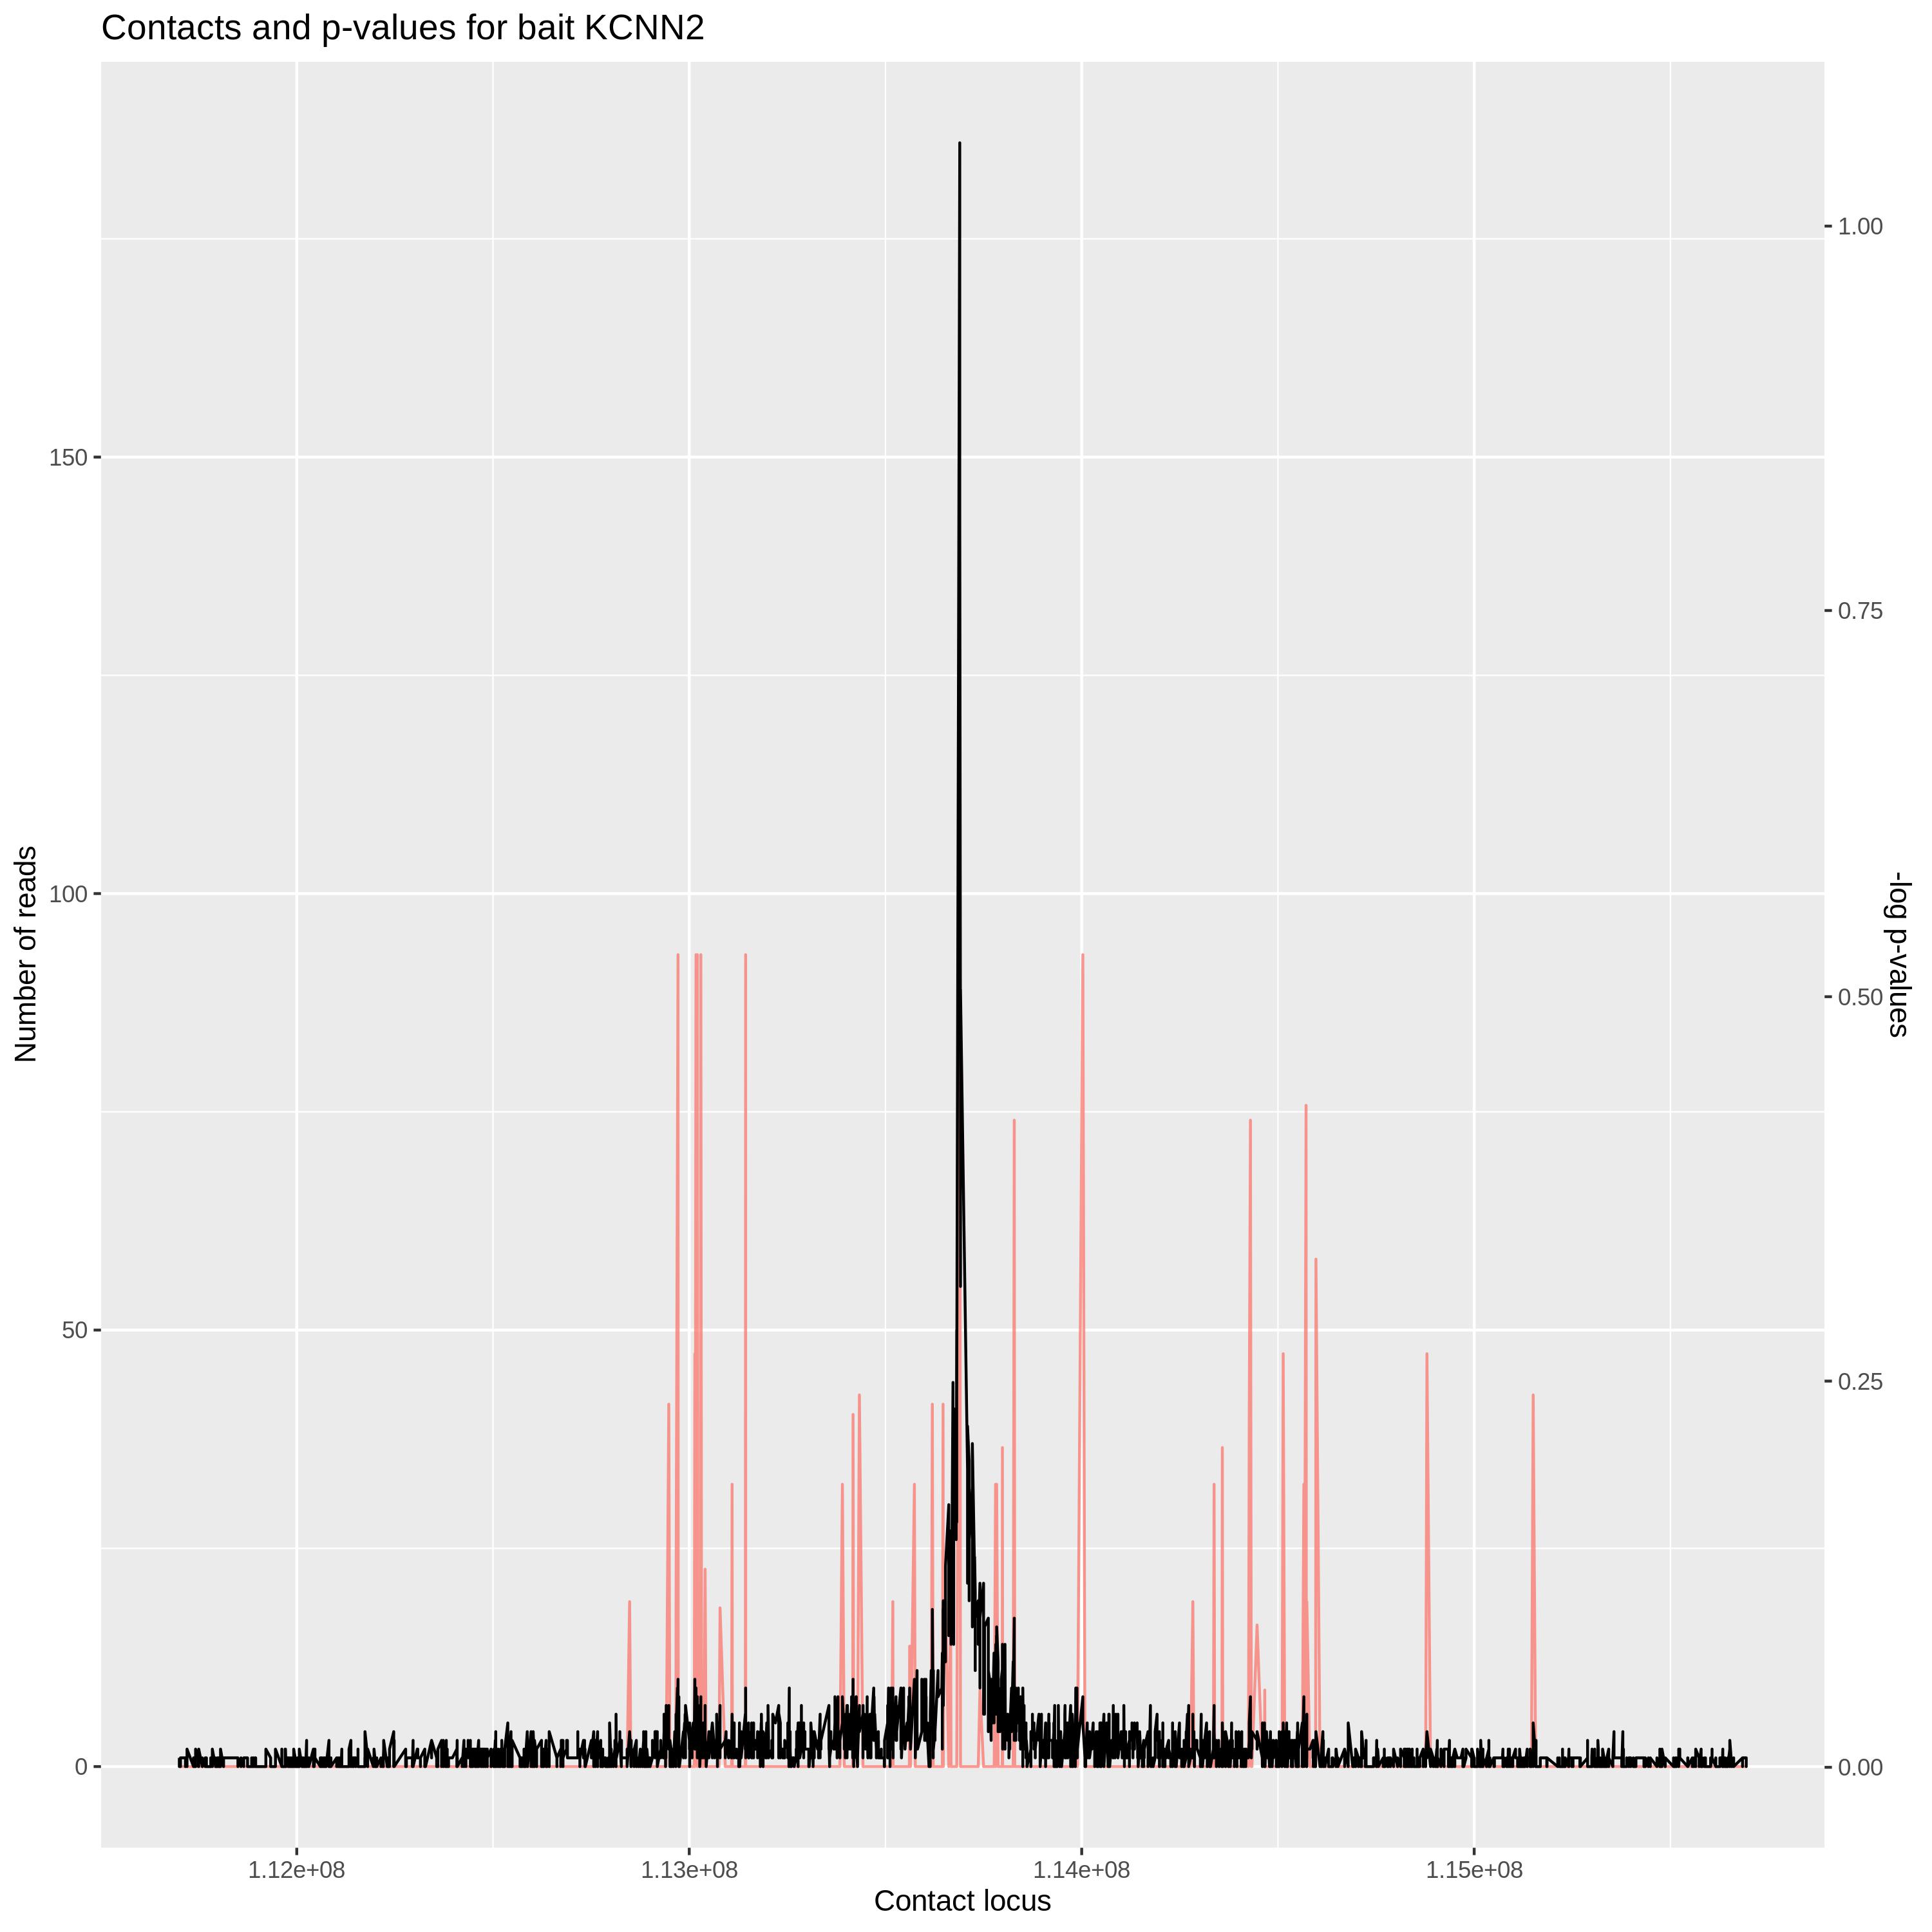 Contacts and p-values for bait KCNN2
Number of reads
150
100
50
0
1.00
0.75
0.50
0.25
0.00
-log p-values
1.12e+08
1.13e+08
1.14e+08
1.15e+08
Contact locus